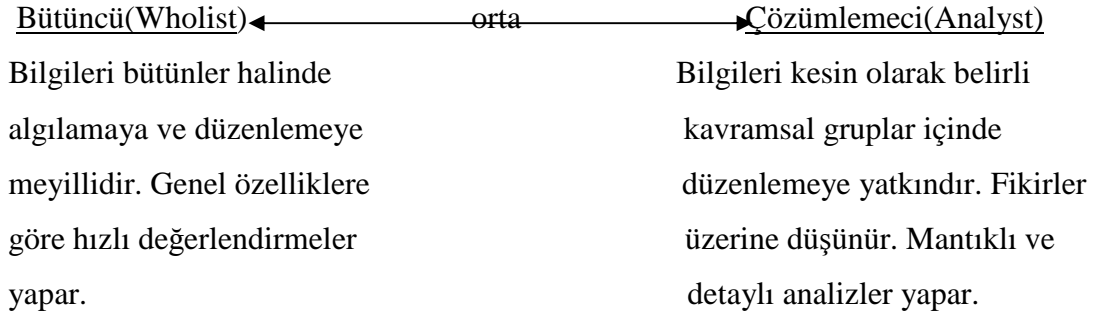 Bütüncü(Wholist) orta Çözümlemeci(Analyst)
Bilgileri bütünler halinde Bilgileri kesin olarak belirli
algılamaya ve düzenlemeye kavramsal gruplar içinde
meyillidir. Genel özelliklere düzenlemeye yatkındır. Fikirler
göre hızlı değerlendirmeler üzerine düşünür. Mantıklı ve
yapar. detaylı analizler yapar.